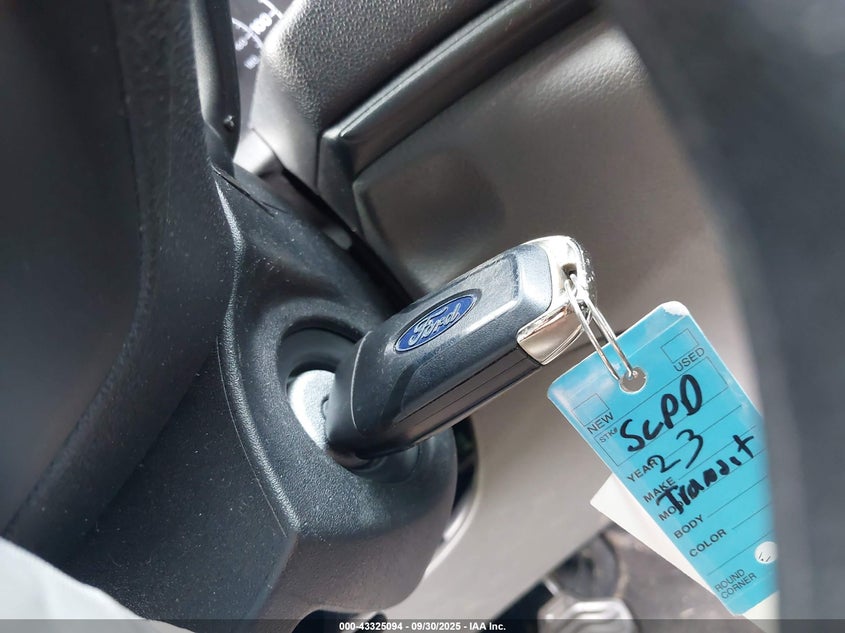 Ford
NEW
USED
STK# SCPD
YEAR 23
MAKE
MO Transit
BODY
COLOR
ROUND
CORNER
000-43325094 - 09/30/2025 - IAA Inc.